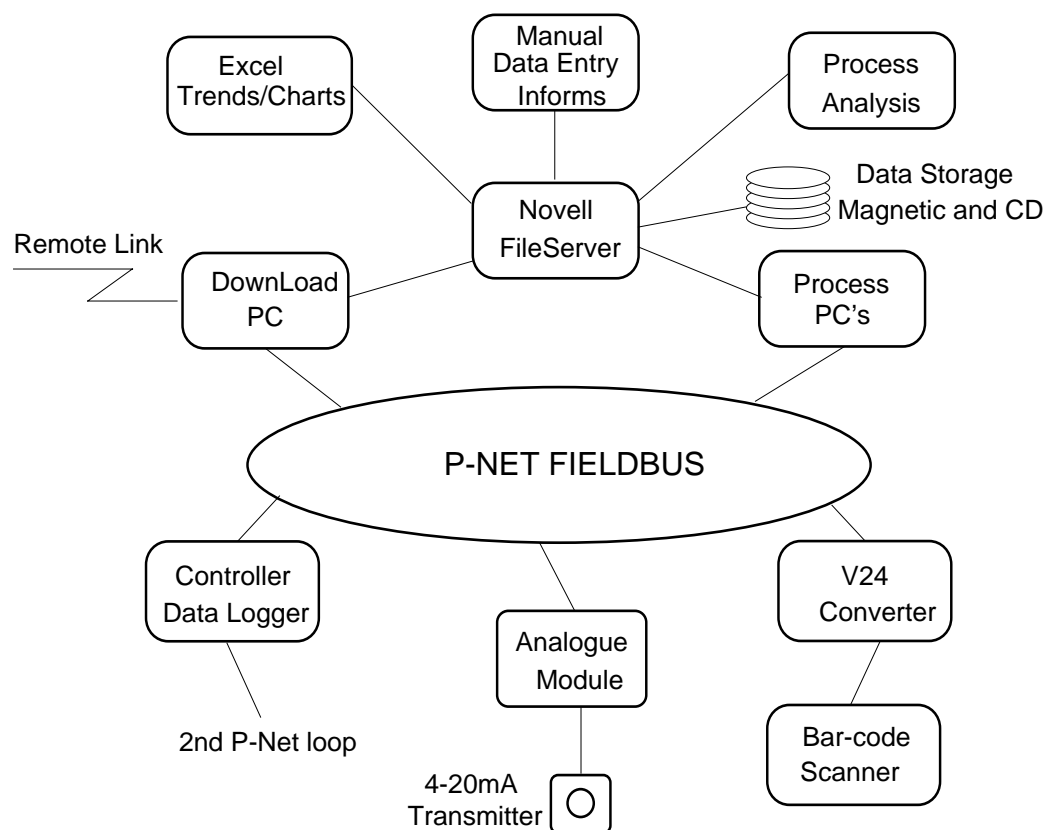 Excel
Trends/Charts
Manual
Data Entry
Informs
Process
Analysis
Data Storage
Magnetic and CD
Novell
FileServer
Remote Link
DownLoad
PC
Process
PC's
P-NET FIELDBUS
Controller
Data Logger
V24
Converter
Analogue
Module
2nd P-Net loop
Bar-code
Scanner
4-20mA
Transmitter